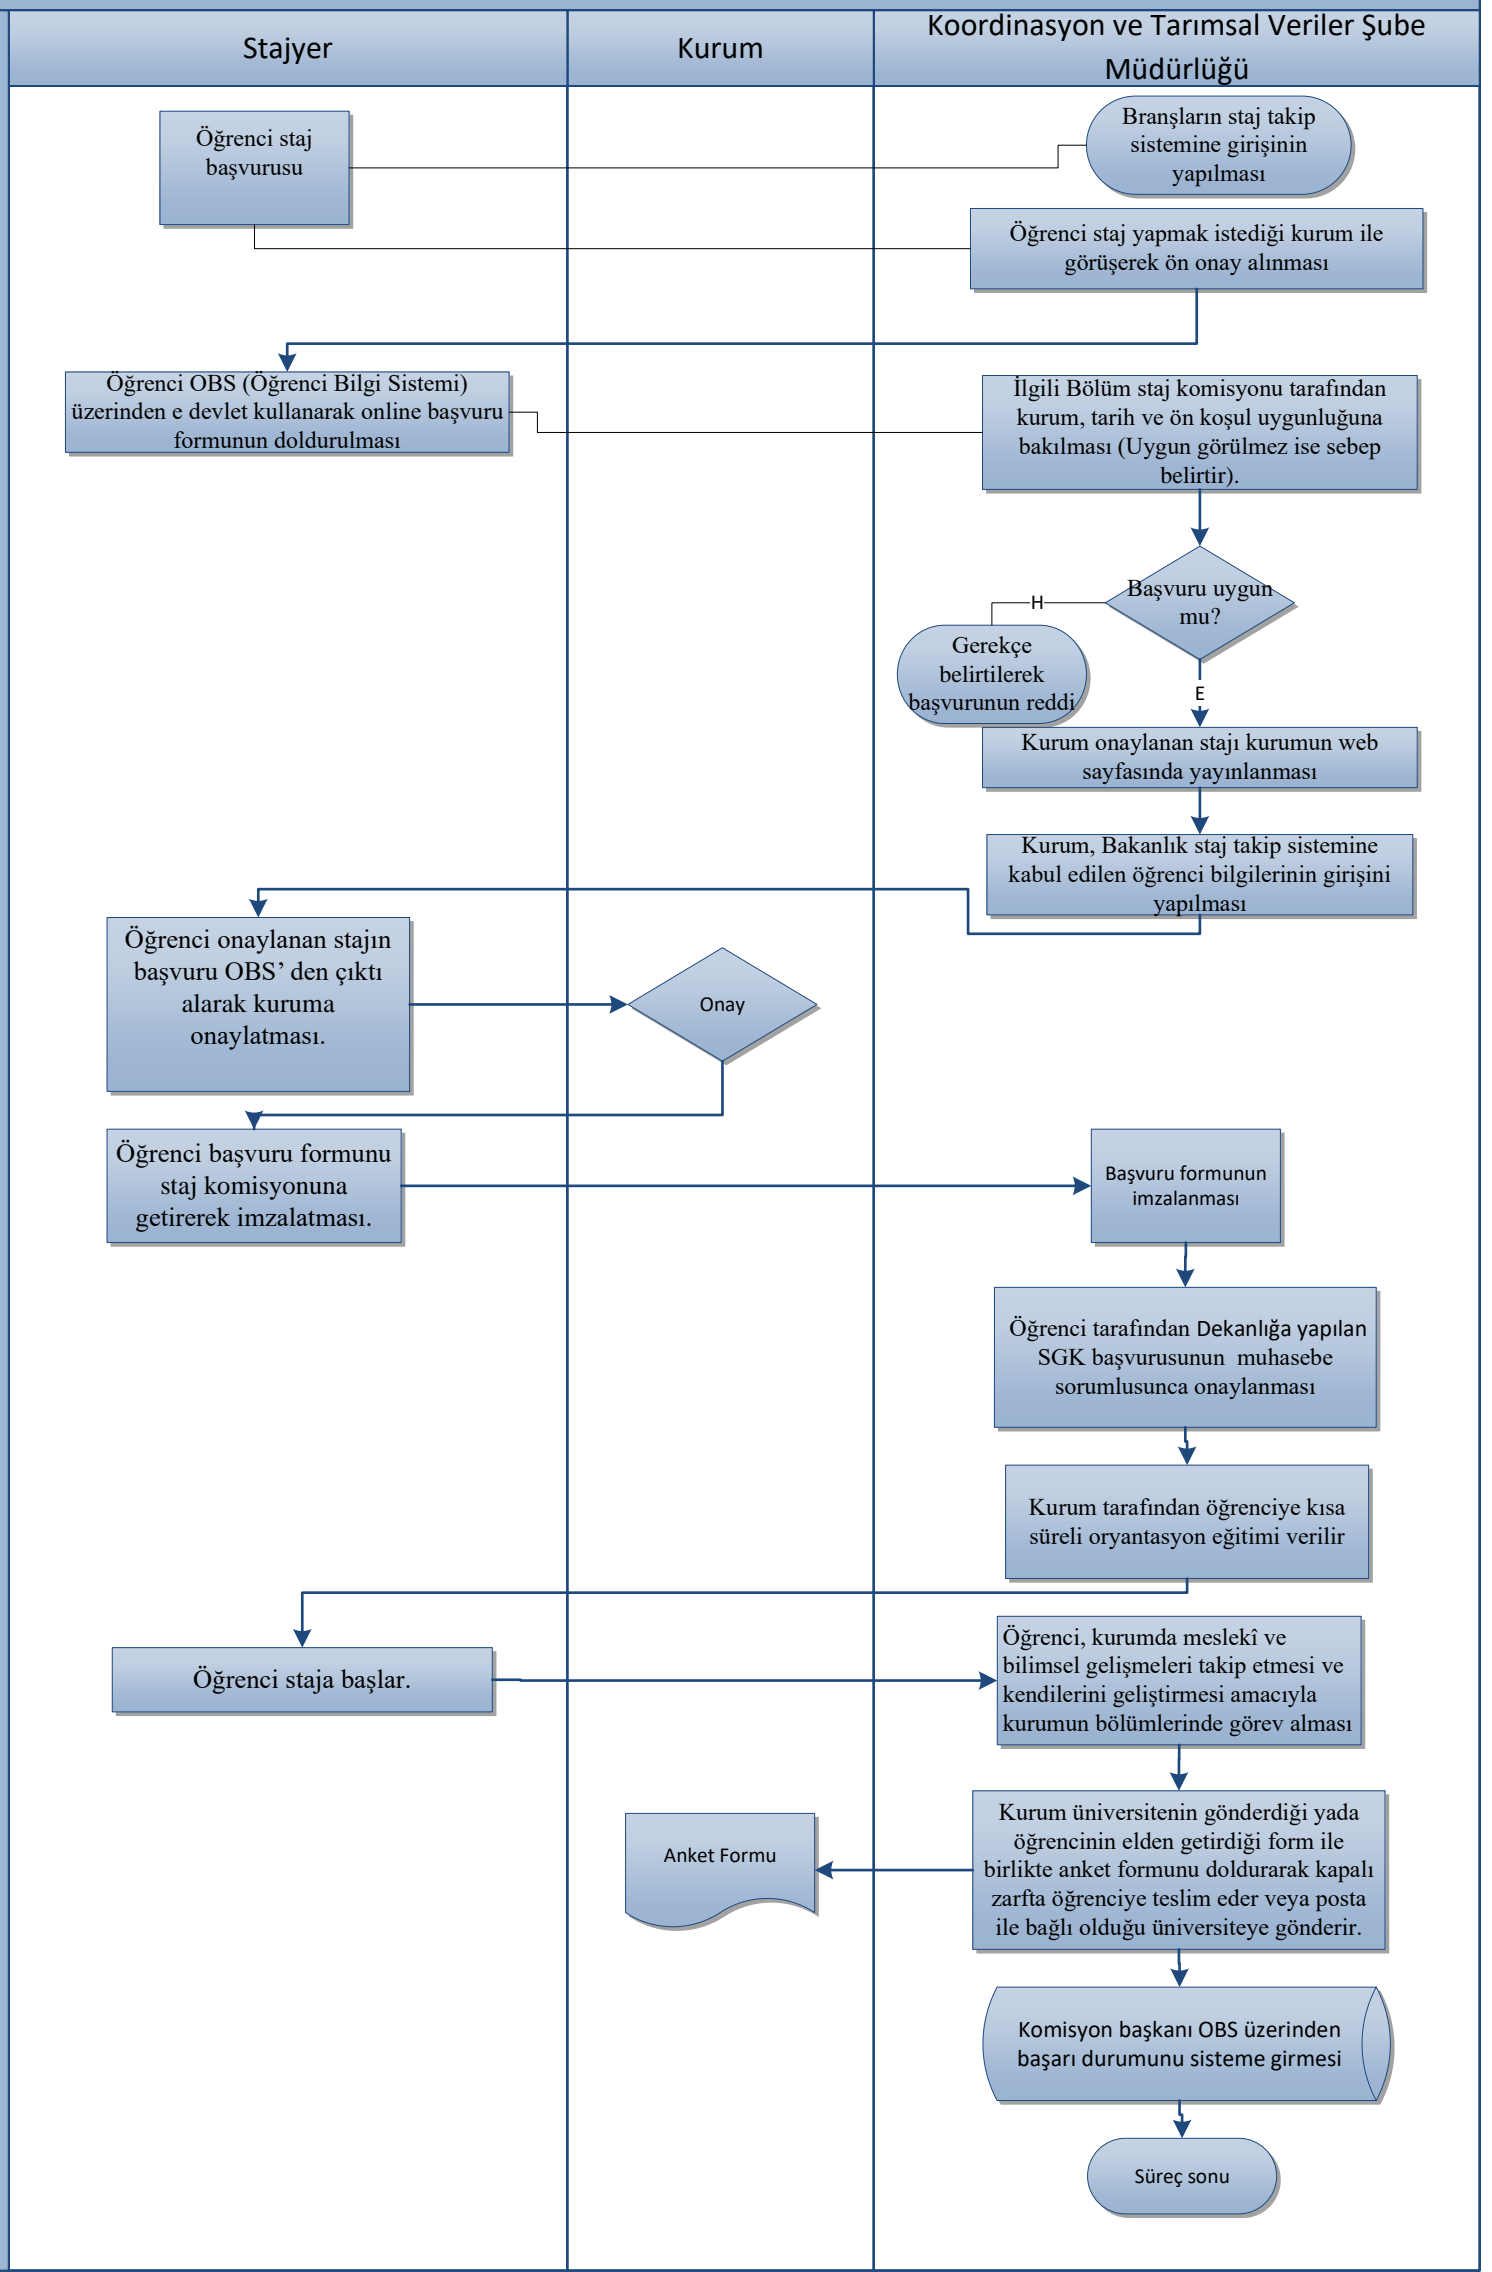 Stajyer
Kurum
Koordinasyon ve Tarımsal Veriler Şube
Müdürlüğü
Öğrenci staj
başvurusu
Branşların staj takip
sistemine girişinin
yapılması
Öğrenci staj yapmak istediği kurum ile
görüşerek ön onay alınması
Öğrenci OBS (Öğrenci Bilgi Sistemi)
üzerinden e devlet kullanarak online başvuru
formunun doldurulması
İlgili Bölüm staj komisyonu tarafından
kurum, tarih ve ön koşul uygunluğuna
bakılması (Uygun görülmez ise sebep
belirtir).
Başvuru uygun
mu?
H
Gerekçe
belirtilerek
başvurunun reddi
E
Kurum onaylanan stajı kurumun web
sayfasında yayınlanması
Kurum, Bakanlık staj takip sistemine
kabul edilen öğrenci bilgilerinin girişini
yapılması
Öğrenci onaylanan stajın
başvuru OBS’ den çıktı
alarak kuruma
onaylatması.
Onay
Öğrenci başvuru formunu
staj komisyonuna
getirerek imzalatması.
Başvuru formunun
imzalanması
Öğrenci tarafından Dekanlığa yapılan
SGK başvurusunun  muhasebe
sorumlusunca onaylanması
Kurum tarafından öğrenciye kısa
süreli oryantasyon eğitimi verilir
Öğrenci staja başlar.
Öğrenci, kurumda meslekî ve
bilimsel gelişmeleri takip etmesi ve
kendilerini geliştirmesi amacıyla
kurumun bölümlerinde görev alması
Anket Formu
Kurum üniversitenin gönderdiği yada
öğrencinin elden getirdiği form ile
birlikte anket formunu doldurarak kapalı
zarfta öğrenciye teslim eder veya posta
ile bağlı olduğu üniversiteye gönderir.
Komisyon başkanı OBS üzerinden
başarı durumunu sisteme girmesi
Süreç sonu